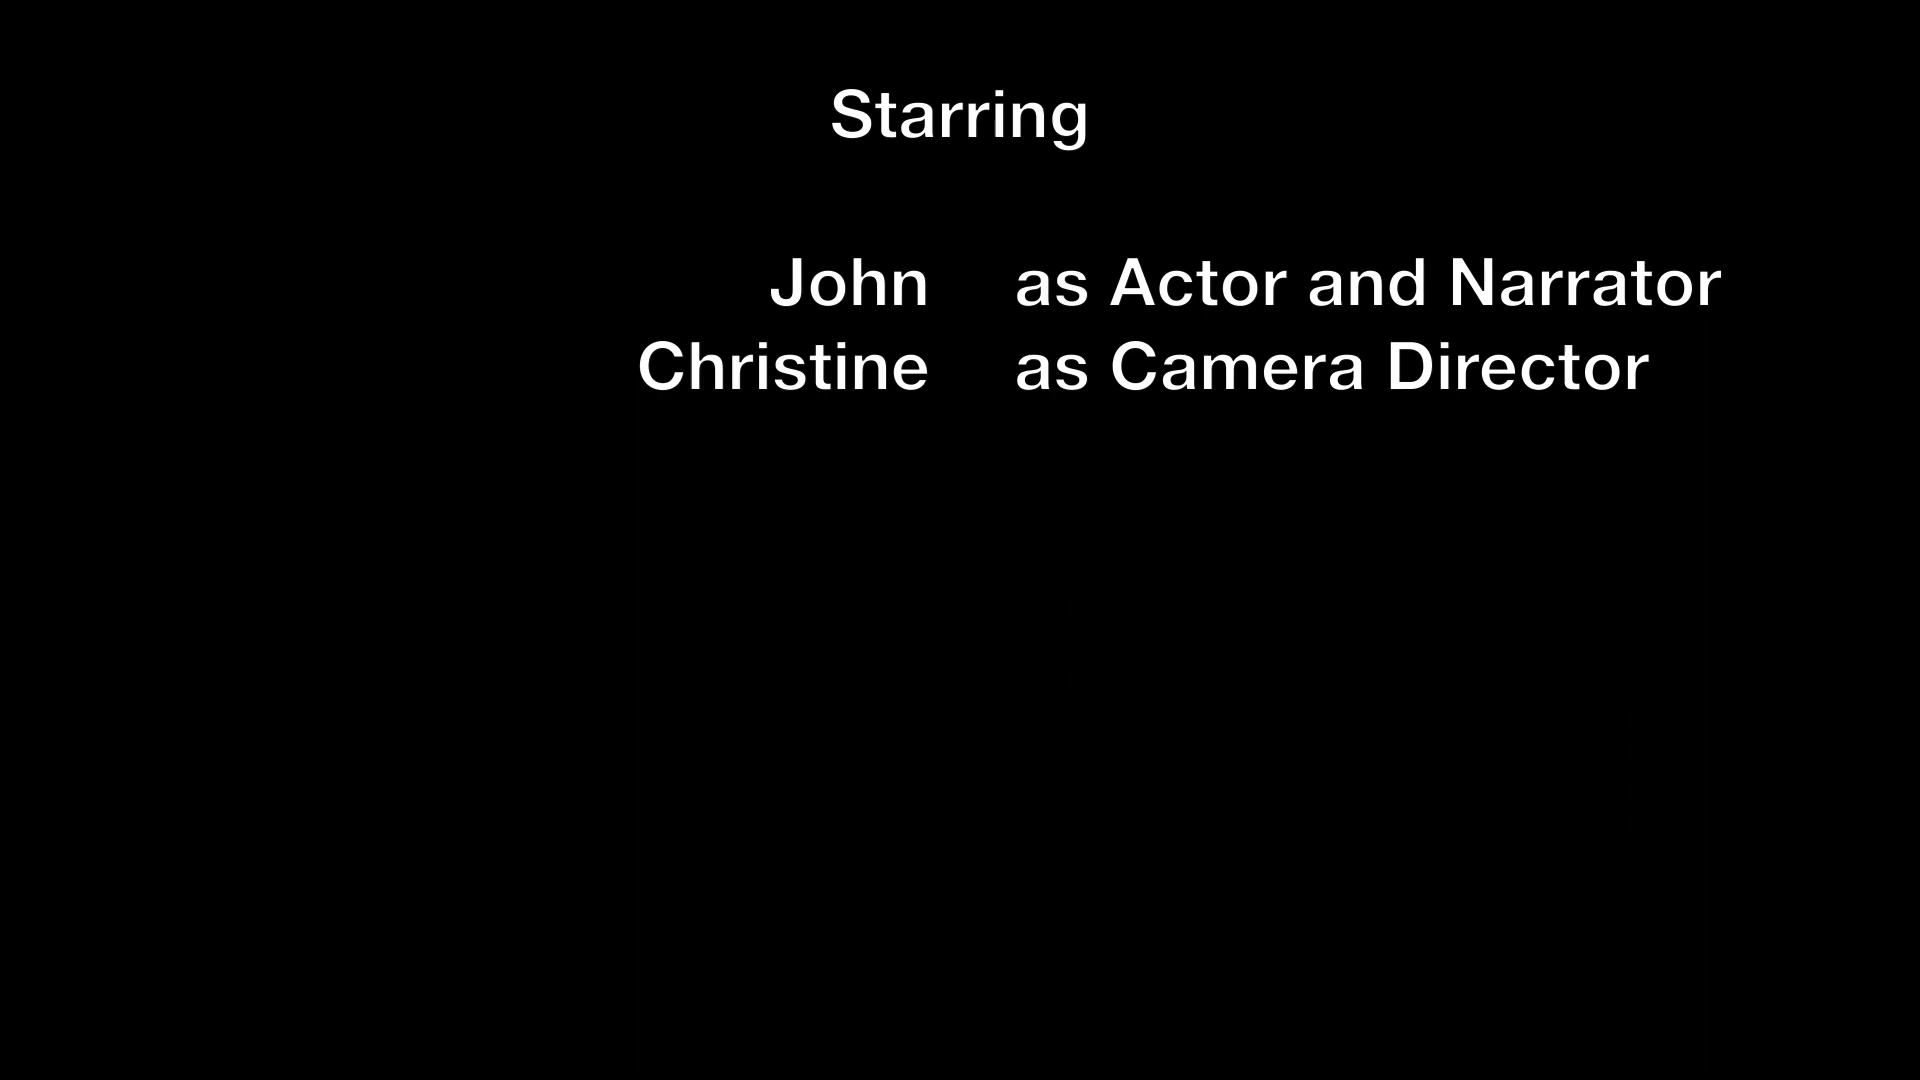 Starring
John as Actor and Narrator
Christine as Camera Director